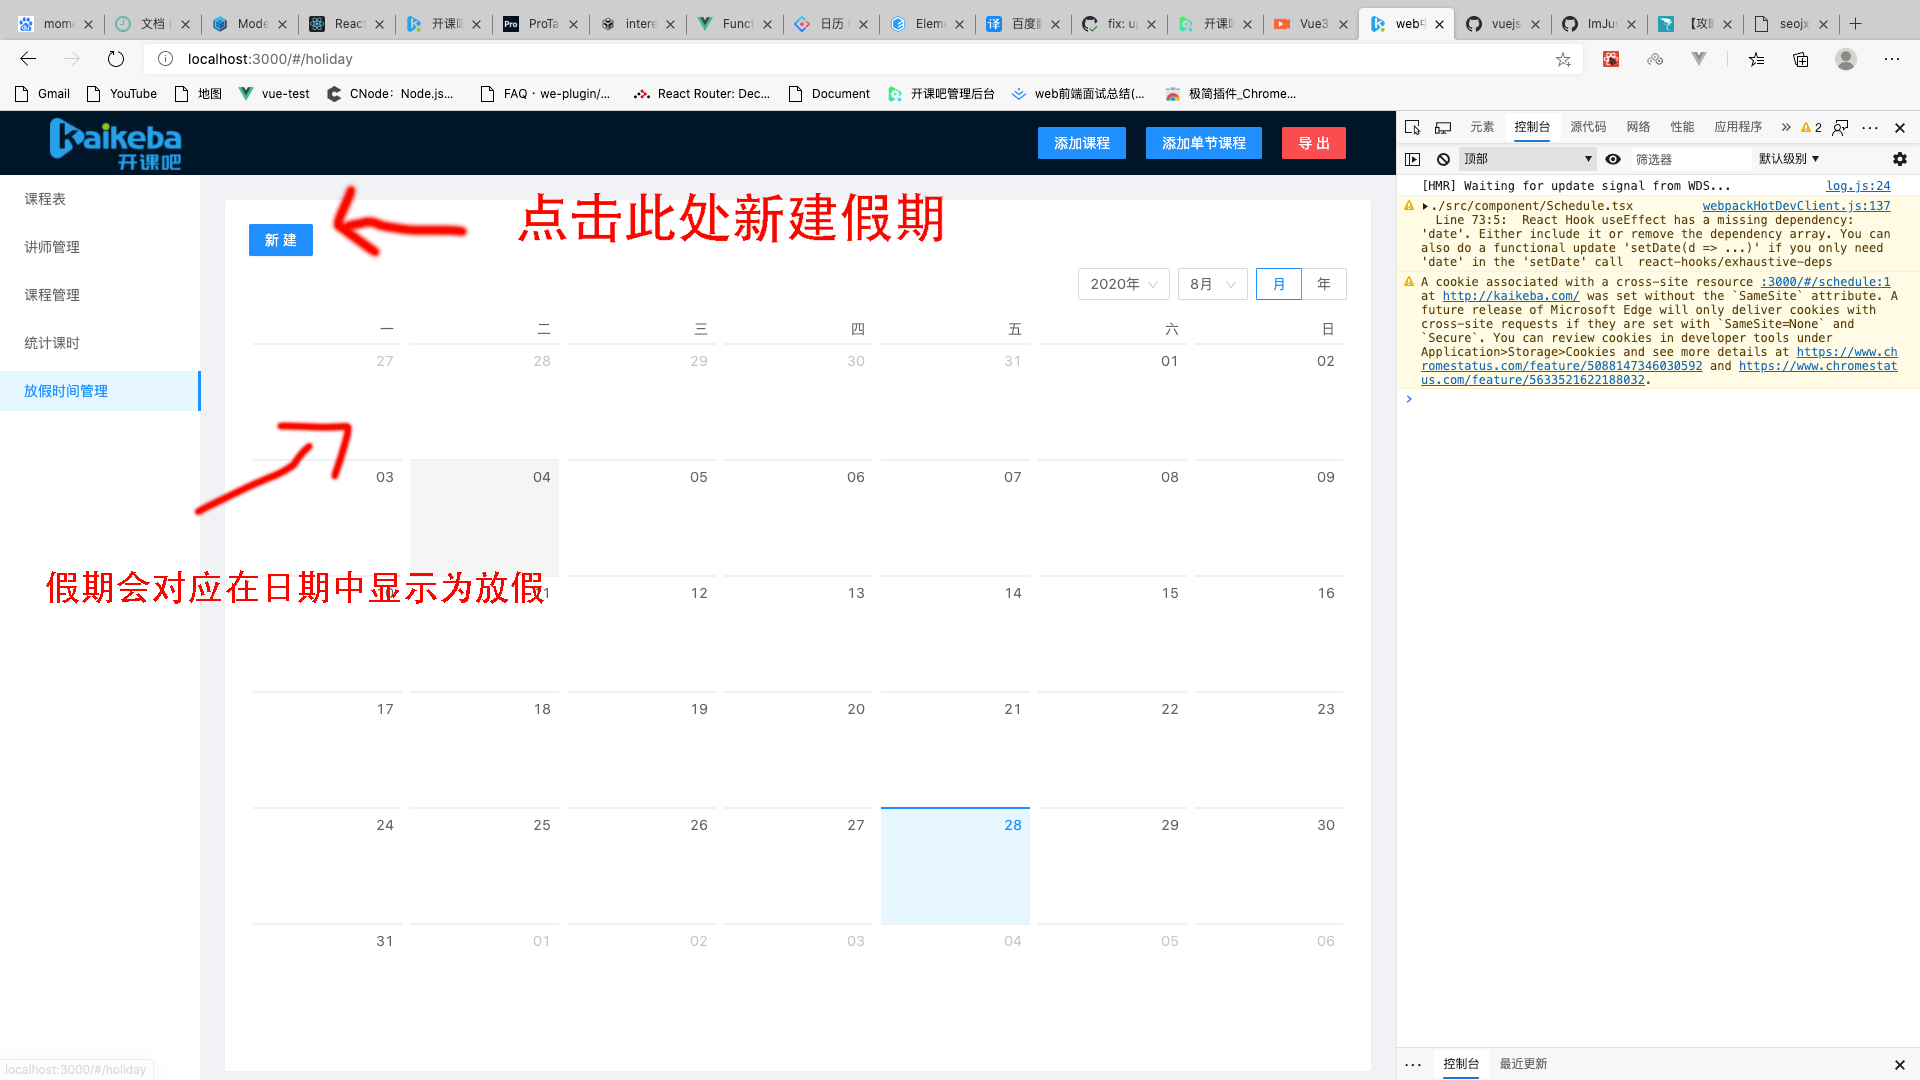 mom
文档
Mode
React
开课吧
ProTa
intere
Funct
日历
Eleme
百度
fix: u
开课
Vue3
web
vuejs
ImJu
【攻
seojx
localhost:3000/#/holiday
Gmail
YouTube
地图
vue-test
CNode：Node.js...
FAQ · we-plugin/...
React Router: Dec...
Document
开课吧管理后台
web前端面试总结(...
极简插件_Chrome...
kaikeba
开课吧
添加课程
添加单节课程
导 出
课程表
讲师管理
课程管理
统计课时
放假时间管理
新 建
点击此处新建假期
2020年
8月
月
年
一 二 三 四 五 六 日
27 28 29 30 31 01 02
03 04 05 06 07 08 09
假期会对应在日期中显示为放假
10 11 12 13 14 15 16
17 18 19 20 21 22 23
24 25 26 27 28 29 30
31 01 02 03 04 05 06
localhost:3000/#/holiday
元素 控制台 源代码 网络 性能 应用程序 » 2
顶部
筛选器
默认级别
[HMR] Waiting for update signal from WDS... log.js:24
./src/component/Schedule.tsx webpackHotDevClient.js:137
Line 73:5: React Hook useEffect has a missing dependency:
'date'. Either include it or remove the dependency array. You can
also do a functional update 'setDate(d => ...)' if you only need
'date' in the 'setDate' call react-hooks/exhaustive-deps
A cookie associated with a cross-site resource :3000/#/schedule:1
at http://kaikeba.com/ was set without the `SameSite` attribute. A
future release of Microsoft Edge will only deliver cookies with
cross-site requests if they are set with `SameSite=None` and
`Secure`. You can review cookies in developer tools under
Application>Storage>Cookies and see more details at https://www.ch
romestatus.com/feature/5088147346030592 and https://www.chromestat
us.com/feature/5633521622188032.
控制台 最近更新